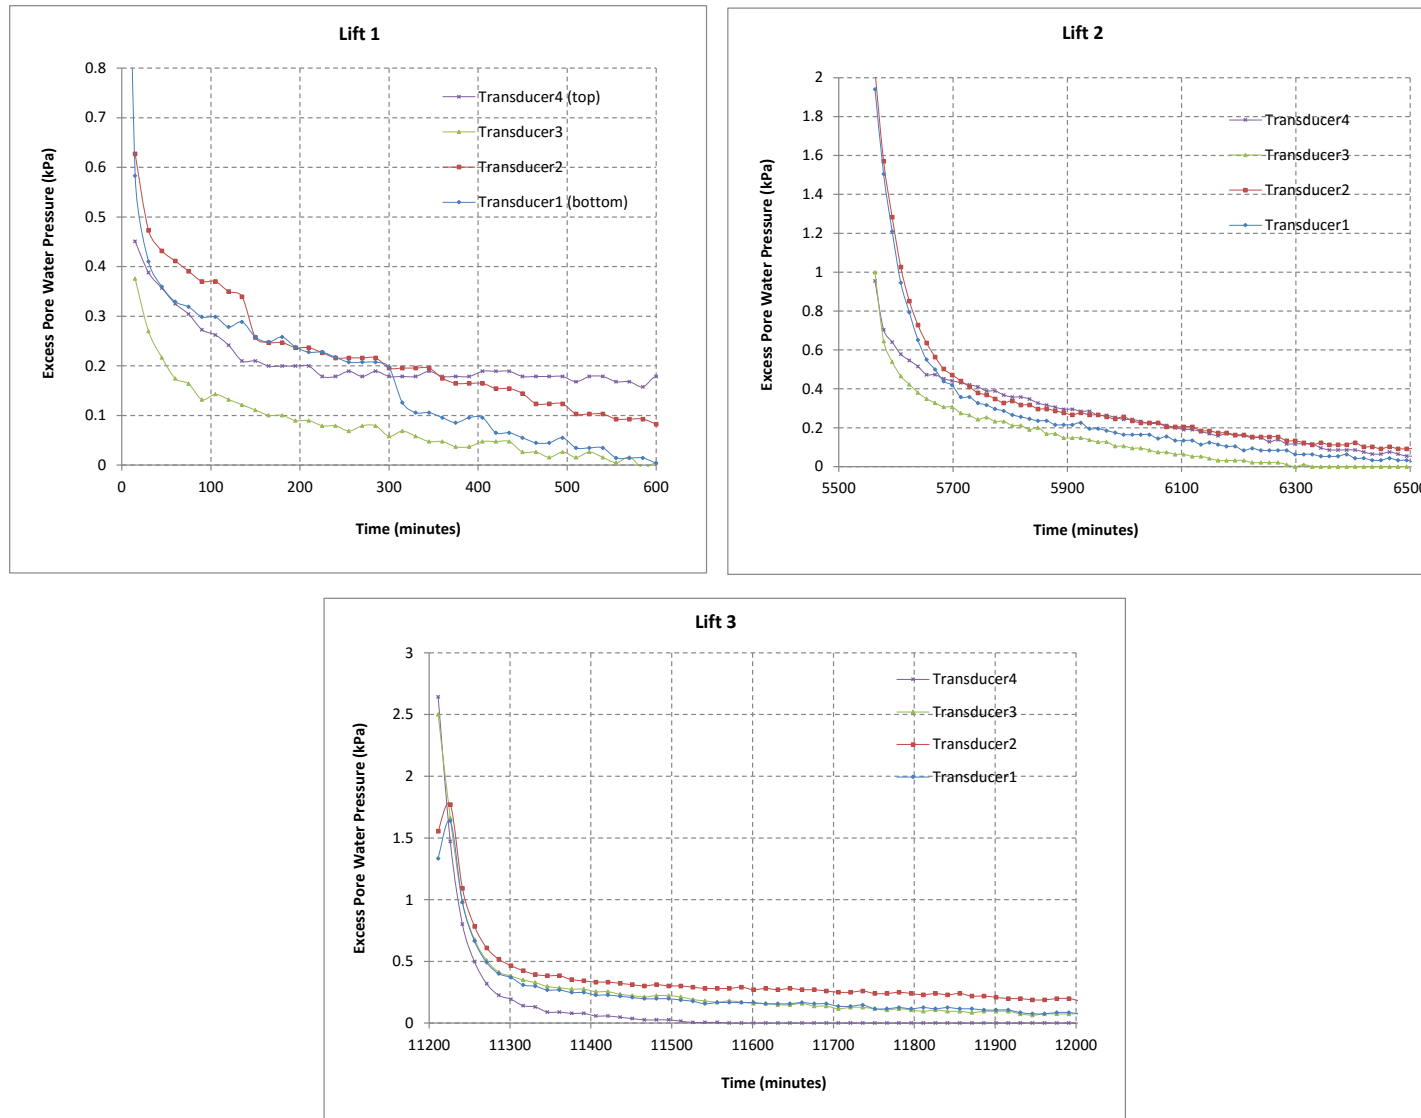 Lift 1
Excess Pore Water Pressure (kPa)
0.8
0.7
0.6
0.5
0.4
0.3
0.2
0.1
0
Transducer4 (top)
Transducer3
Transducer2
Transducer1 (bottom)
0 100 200 300 400 500 600
Time (minutes)
Lift 2
Excess Pore Water Pressure (kPa)
2
1.8
1.6
1.4
1.2
1
0.8
0.6
0.4
0.2
0
Transducer4
Transducer3
Transducer2
Transducer1
5500 5700 5900 6100 6300 6500
Time (minutes)
Lift 3
Excess Pore Water Pressure (kPa)
3
2.5
2
1.5
1
0.5
0
Transducer4
Transducer3
Transducer2
Transducer1
11200 11300 11400 11500 11600 11700 11800 11900 12000
Time (minutes)